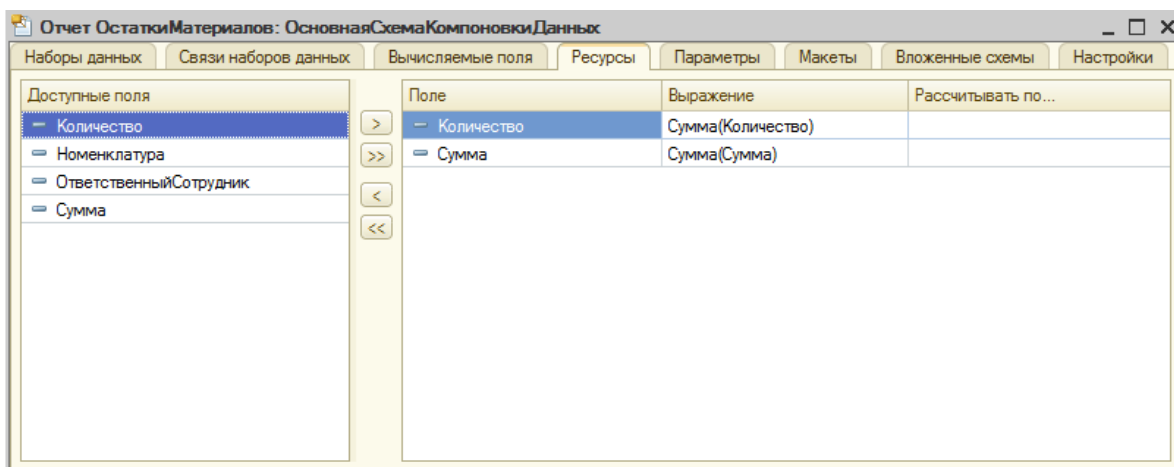 Отчет ОстаткиМатериалов: ОсновнаяСхемаКомпоновкиДанных
Наборы данных Связи наборов данных Вычисляемые поля Ресурсы Параметры Макеты Вложенные схемы Настройки
Доступные поля
Количество
Номенклатура
ОтветственныйСотрудник
Сумма
>
>>
<
<<
Поле Выражение Рассчитывать по...
Количество Сумма(Количество)
Сумма Сумма(Сумма)